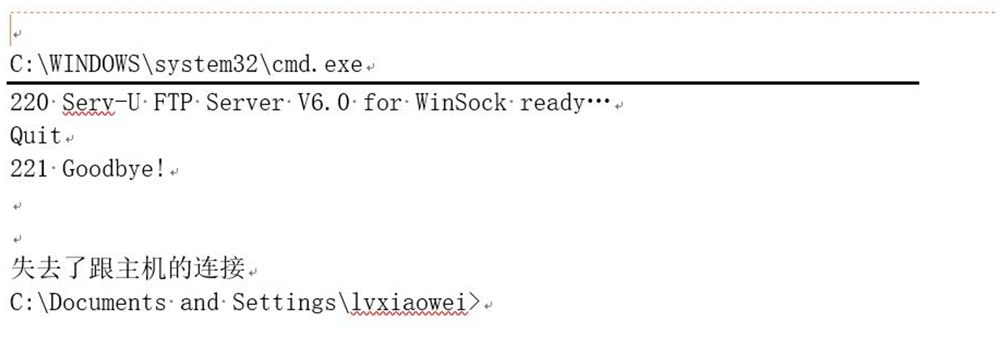 C:\WINDOWS\system32\cmd.exe
220 Serv-U FTP Server V6.0 for WinSock ready…
Quit
221 Goodbye!
失去了跟主机的连接
C:\Documents and Settings\lvxiaowei>